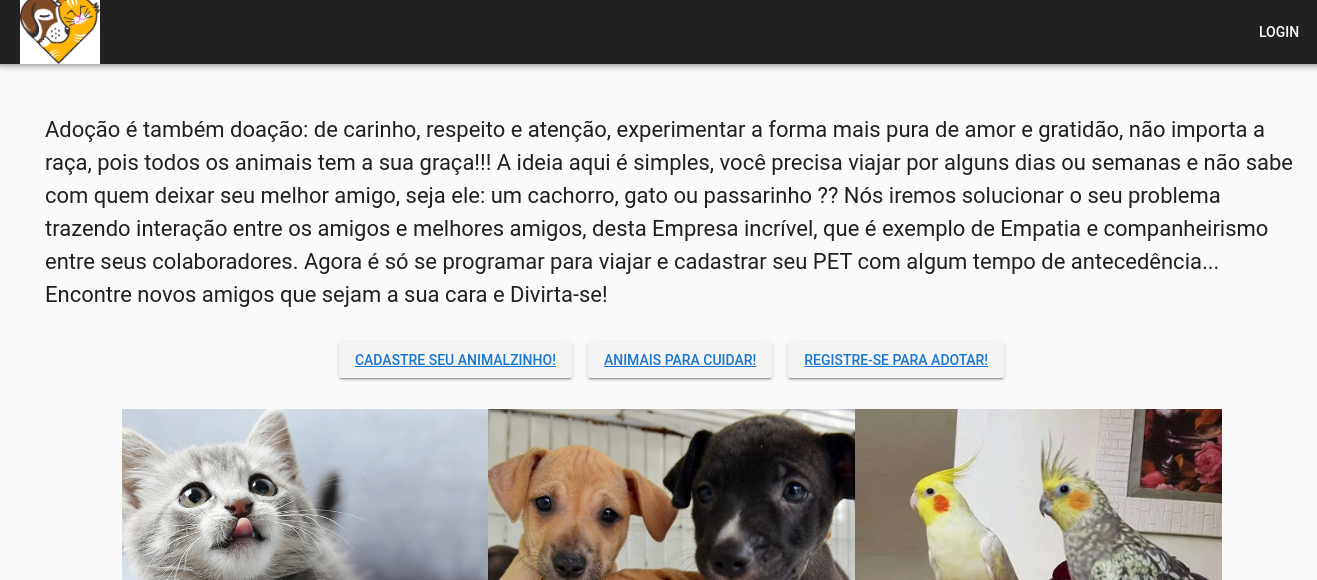 LOGIN
Adoção é também doação: de carinho, respeito e atenção, experimentar a forma mais pura de amor e gratidão, não importa a
raça, pois todos os animais tem a sua graça!!! A ideia aqui é simples, você precisa viajar por alguns dias ou semanas e não sabe
com quem deixar seu melhor amigo, seja ele: um cachorro, gato ou passarinho ?? Nós iremos solucionar o seu problema
trazendo interação entre os amigos e melhores amigos, desta Empresa incrível, que é exemplo de Empatia e companheirismo
entre seus colaboradores. Agora é só se programar para viajar e cadastrar seu PET com algum tempo de antecedência...
Encontre novos amigos que sejam a sua cara e Divirta-se!
CADASTRE SEU ANIMALZINHO!
ANIMAIS PARA CUIDAR!
REGISTRE-SE PARA ADOTAR!